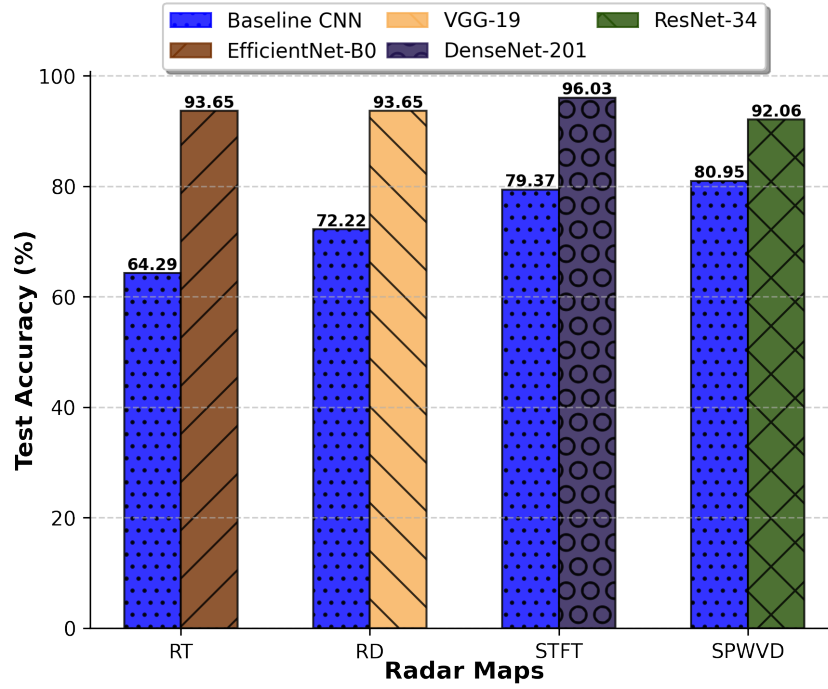 Baseline CNN VGG-19 ResNet-34
EfficientNet-B0 DenseNet-201
100
80
60
40
20
0
Test Accuracy (%)
64.29
93.65
72.22
93.65
79.37
96.03
80.95
92.06
RT RD STFT SPWVD
Radar Maps